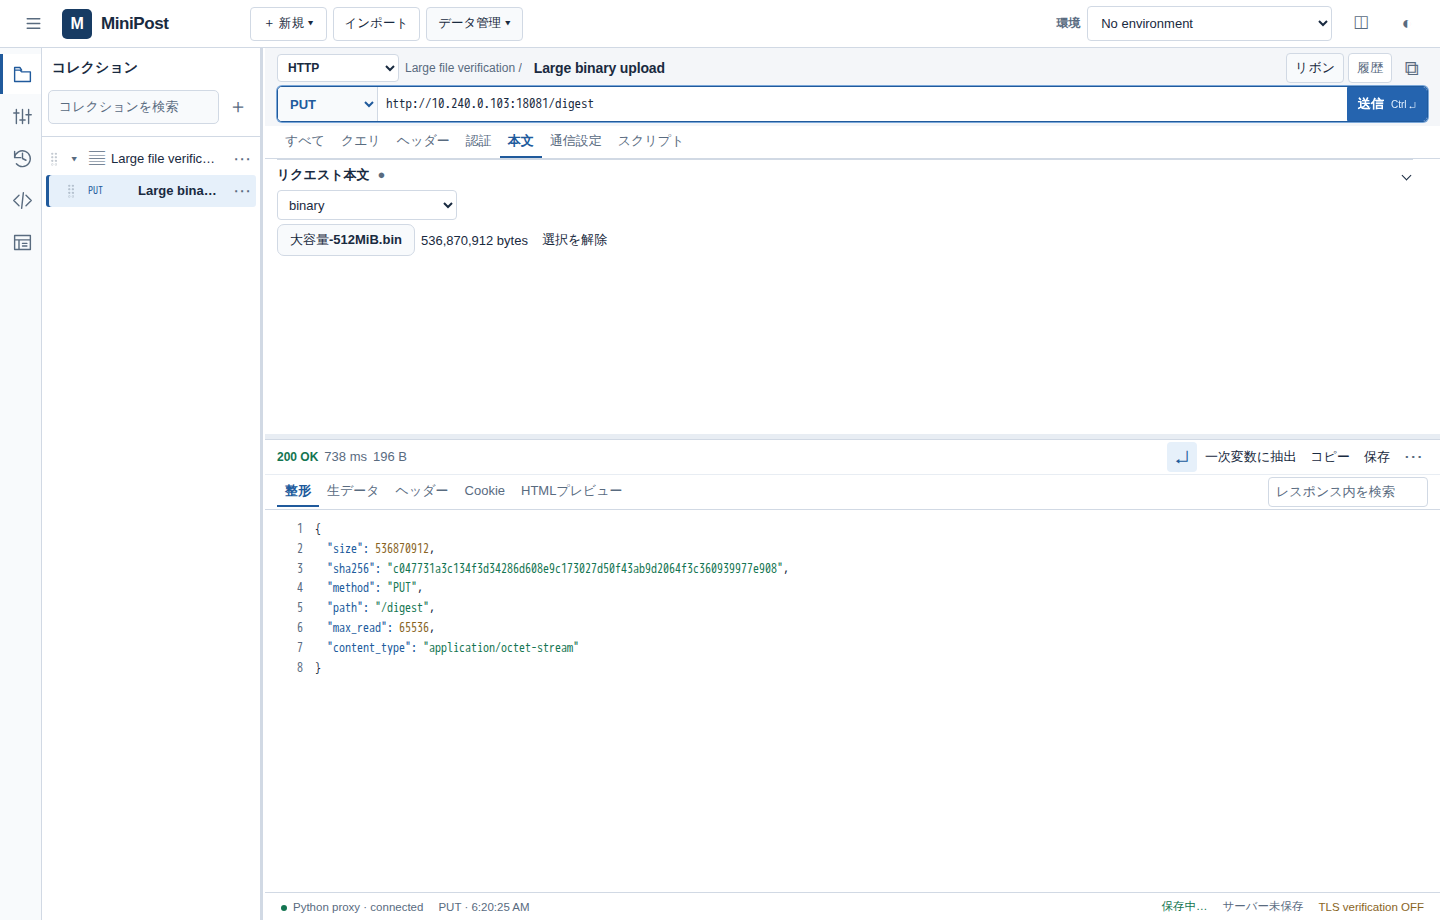 M MiniPost ＋ 新規 ▾ インポート データ管理 ▾ 環境 No environment
コレクション
コレクションを検索 ＋
Large file verific… ···
PUT Large bina… ···
HTTP Large file verification / Large binary upload リボン 履歴
PUT http://10.240.0.103:18081/digest 送信 Ctrl ↵
すべて クエリ ヘッダー 認証 本文 通信設定 スクリプト
リクエスト本文 ●
binary
大容量-512MiB.bin 536,870,912 bytes 選択を解除
200 OK 738 ms 196 B 一次変数に抽出 コピー 保存 ···
整形 生データ ヘッダー Cookie HTMLプレビュー レスポンス内を検索
1 {
2 "size": 536870912,
3 "sha256": "c047731a3c134f3d34286d608e9c173027d50f43ab9d2064f3c360939977e908",
4 "method": "PUT",
5 "path": "/digest",
6 "max_read": 65536,
7 "content_type": "application/octet-stream"
8 }
Python proxy · connected PUT · 6:20:25 AM 保存中… サーバー未保存 TLS verification OFF